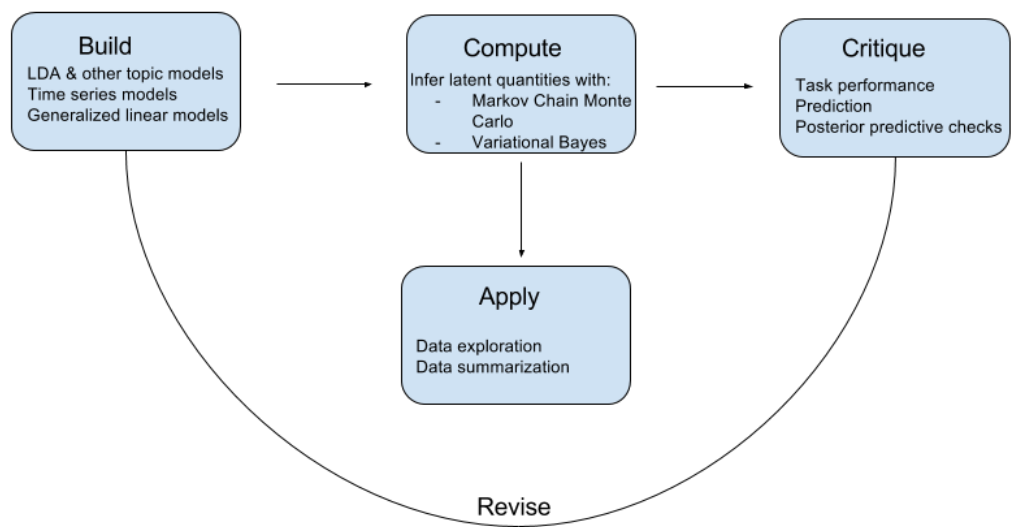 Build
LDA & other topic models
Time series models
Generalized linear models
Compute
Infer latent quantities with:
- Markov Chain Monte
Carlo
- Variational Bayes
Critique
Task performance
Prediction
Posterior predictive checks
Apply
Data exploration
Data summarization
Revise